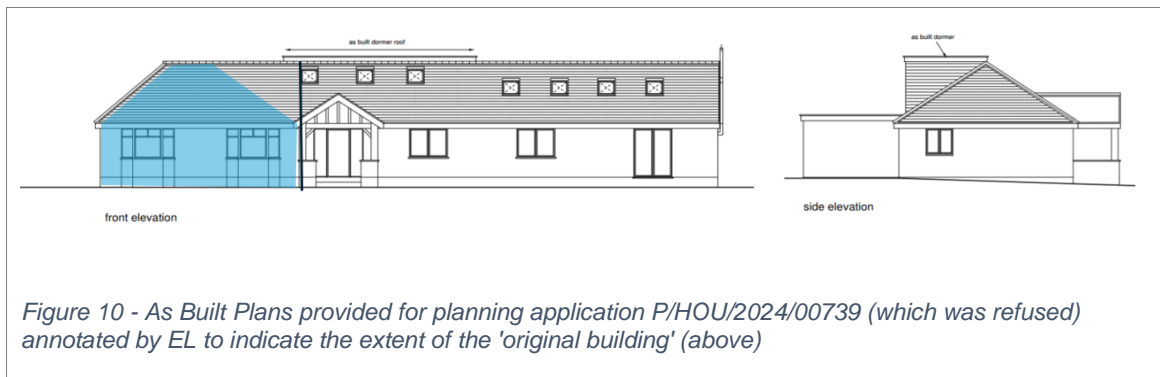 as built dormer roof
as built dormer
front elevation
side elevation
Figure 10 - As Built Plans provided for planning application P/HOU/2024/00739 (which was refused)
annotated by EL to indicate the extent of the 'original building' (above)